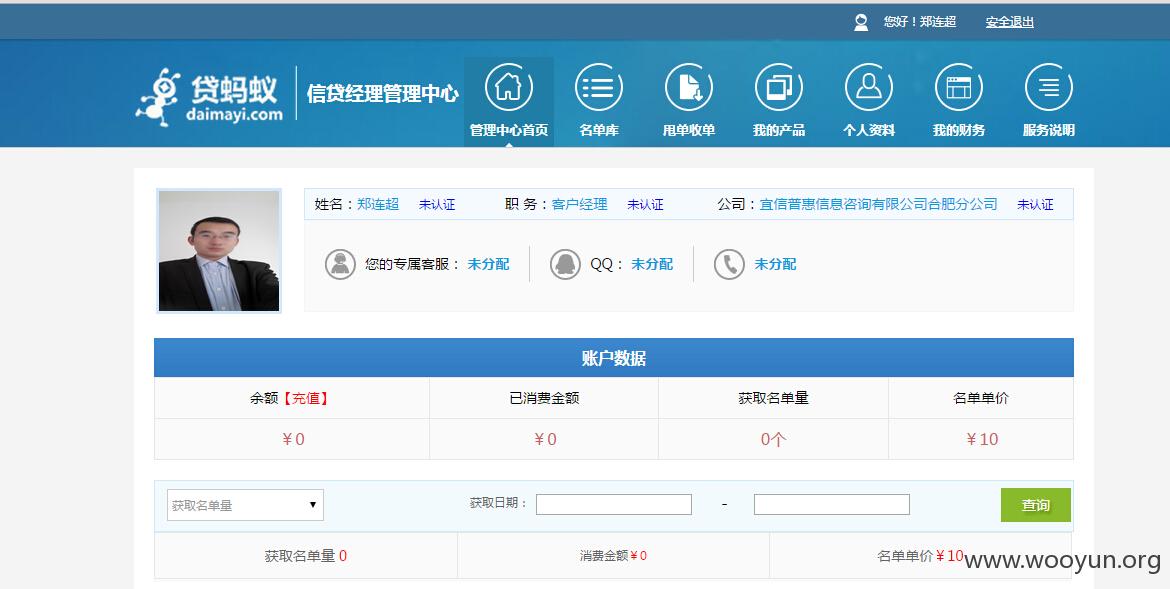 您好！郑连超 安全退出
贷蚂蚁
daimayi.com
信贷经理管理中心
管理中心首页 名单库 甩单收单 我的产品 个人资料 我的财务 服务说明
姓名：郑连超 未认证 职 务：客户经理 未认证 公司：宜信普惠信息咨询有限公司合肥分公司 未认证
您的专属客服： 未分配 QQ： 未分配 未分配
账户数据
余额【充值】 已消费金额 获取名单量 名单单价
￥0 ￥0 0个 ￥10
获取名单量 获取日期： - 查询
获取名单量 0 消费金额￥0 名单单价￥10
www.wooyun.org